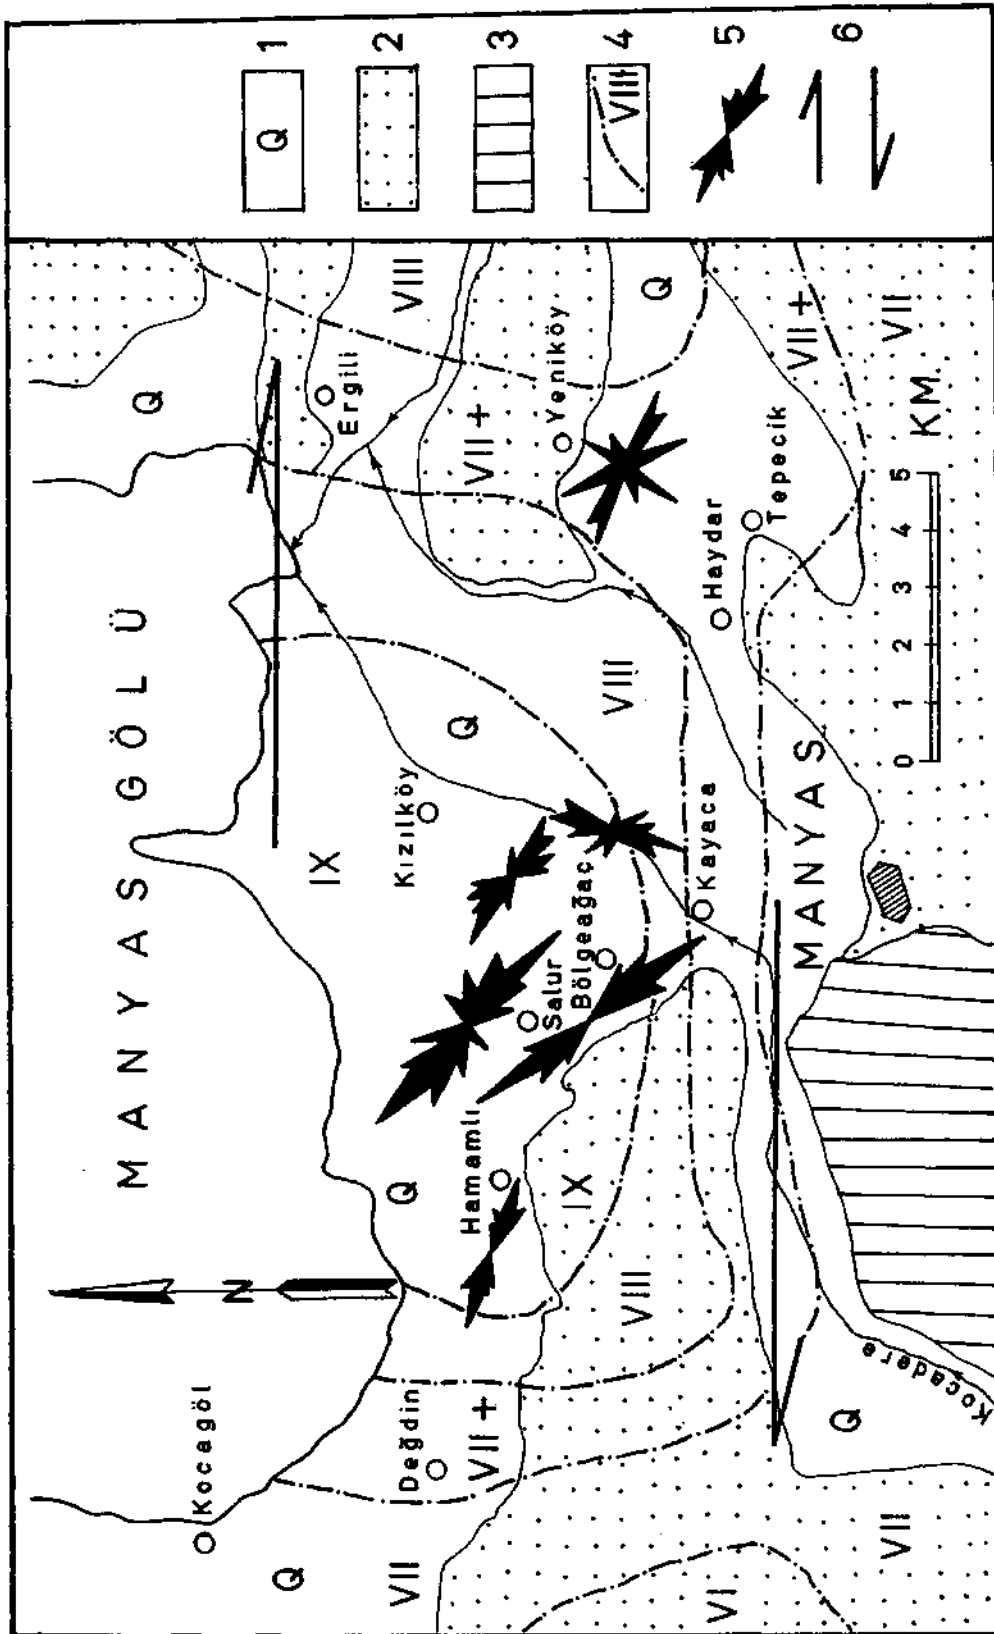 MANYAS GÖLÜ
Kocagöl
Q
Değdin
VII +
VII
VI
VII
Q
Kocadere
N
Q
Hamamlı
IX
VIII
Salur
Bölgeağaç
IX
Kızılköy
Q
Kayaca
MANYAS
VIII
Haydar
Tepecik
Yeniköy
VII +
Ergili
Q
VIII
Q
VII +
VII
0 1 2 3 4 5 KM.
Q 1
2
3
VIII 4
5
6